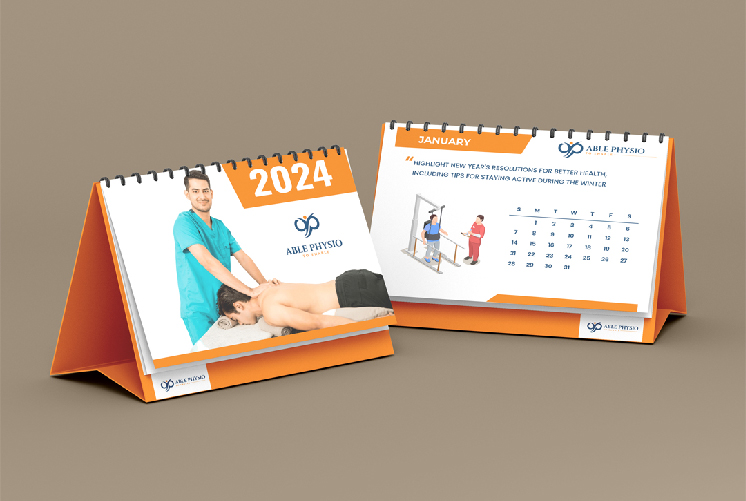 2024
ABLE PHYSIO
ABLE PHYSIO
JANUARY
ABLE PHYSIO
“HIGHLIGHT NEW YEAR'S RESOLUTIONS FOR BETTER HEALTH,
INCLUDING TIPS FOR STAYING ACTIVE DURING THE WINTER
S M T W T F S
1 2 3 4 5 6
7 8 9 10 11 12 13
14 15 16 17 18 19 20
21 22 23 24 25 26 27
28 29 30 31
ABLE PHYSIO